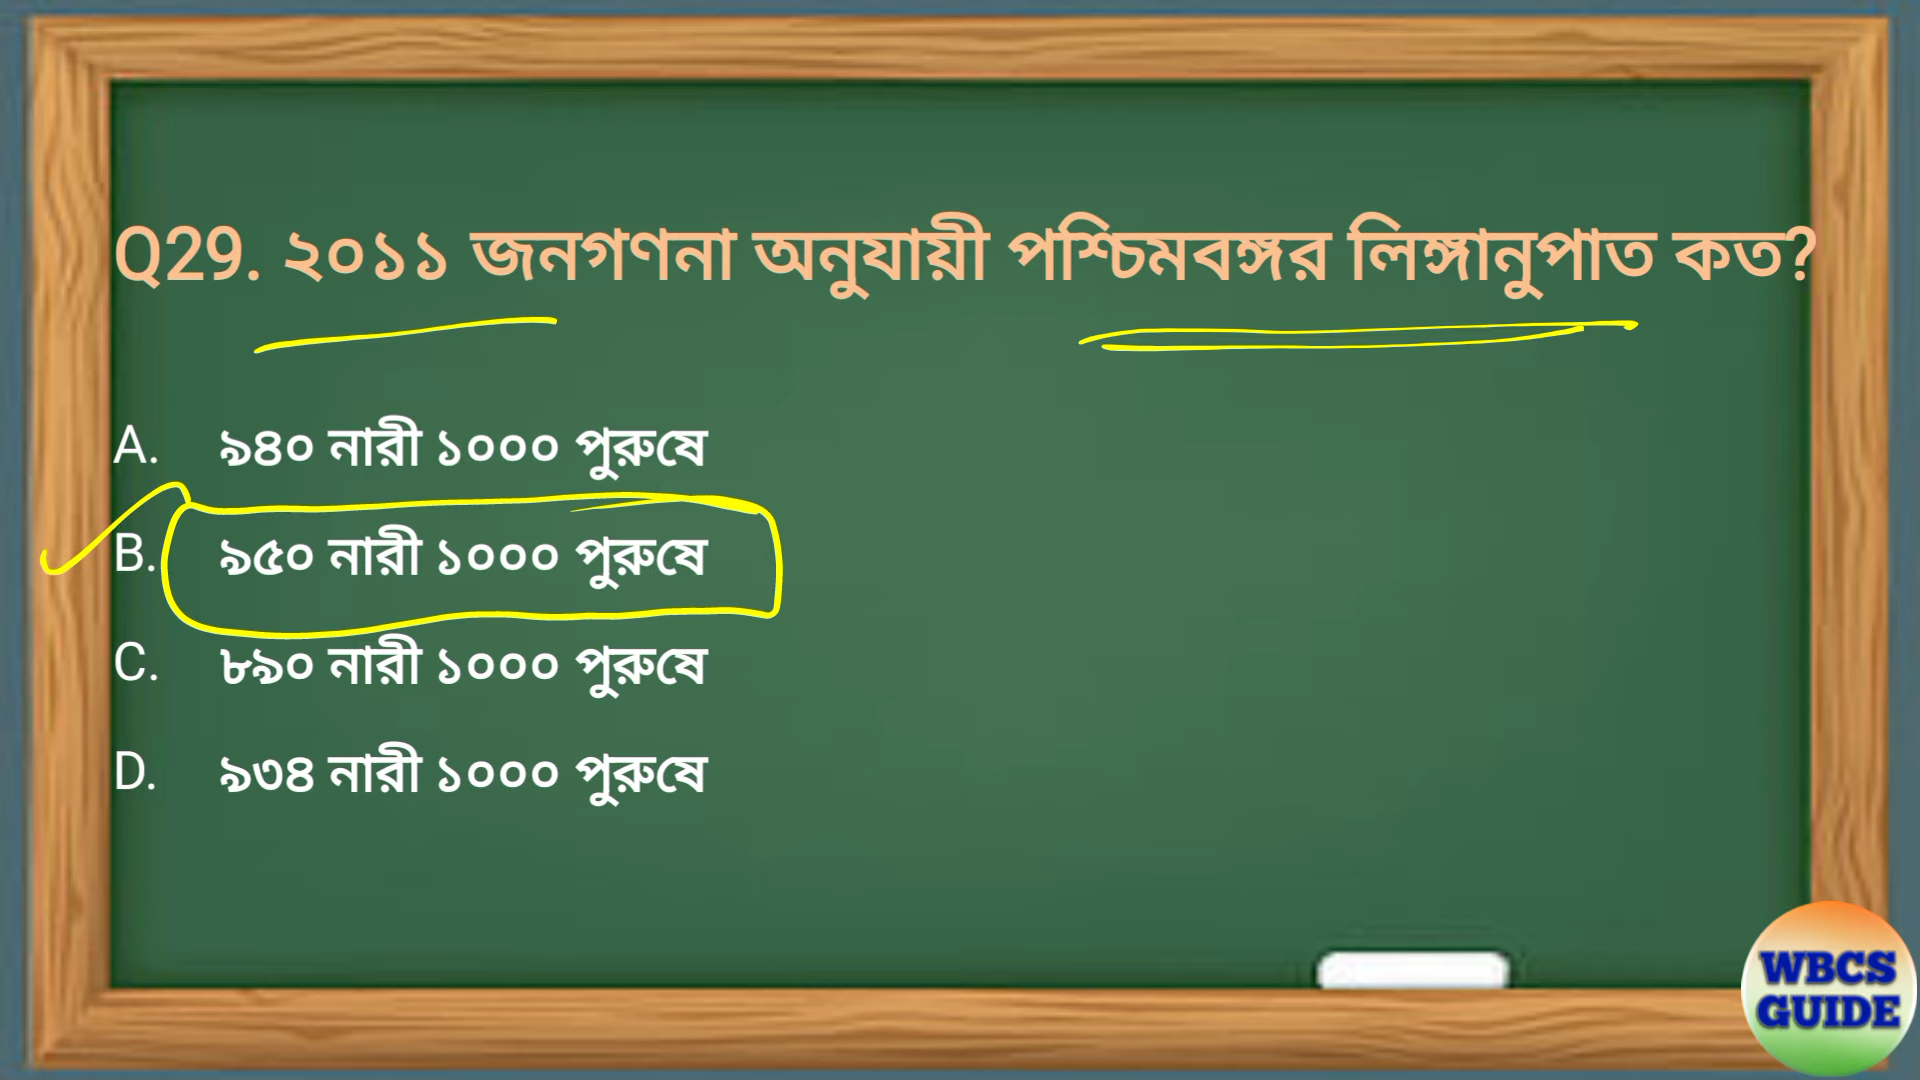 Q29. ২০১১ জনগণনা অনুযায়ী পশ্চিমবঙ্গর লিঙ্গানুপাত কত?
A. ৯৪০ নারী ১০০০ পুরুষে
B. ৯৫০ নারী ১০০০ পুরুষে
C. ৮৯০ নারী ১০০০ পুরুষে
D. ৯৩৪ নারী ১০০০ পুরুষে
WBCS
GUIDE